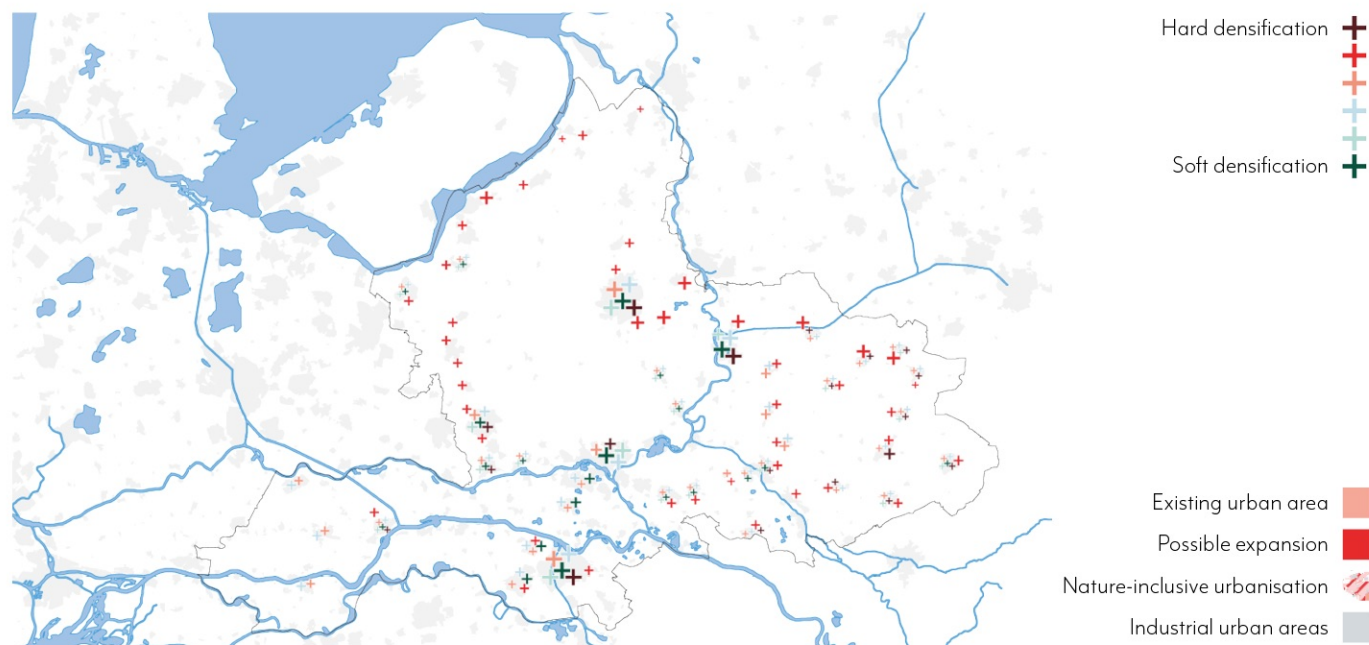 Hard densification
Soft densification
Existing urban area
Possible expansion
Nature-inclusive urbanisation
Industrial urban areas